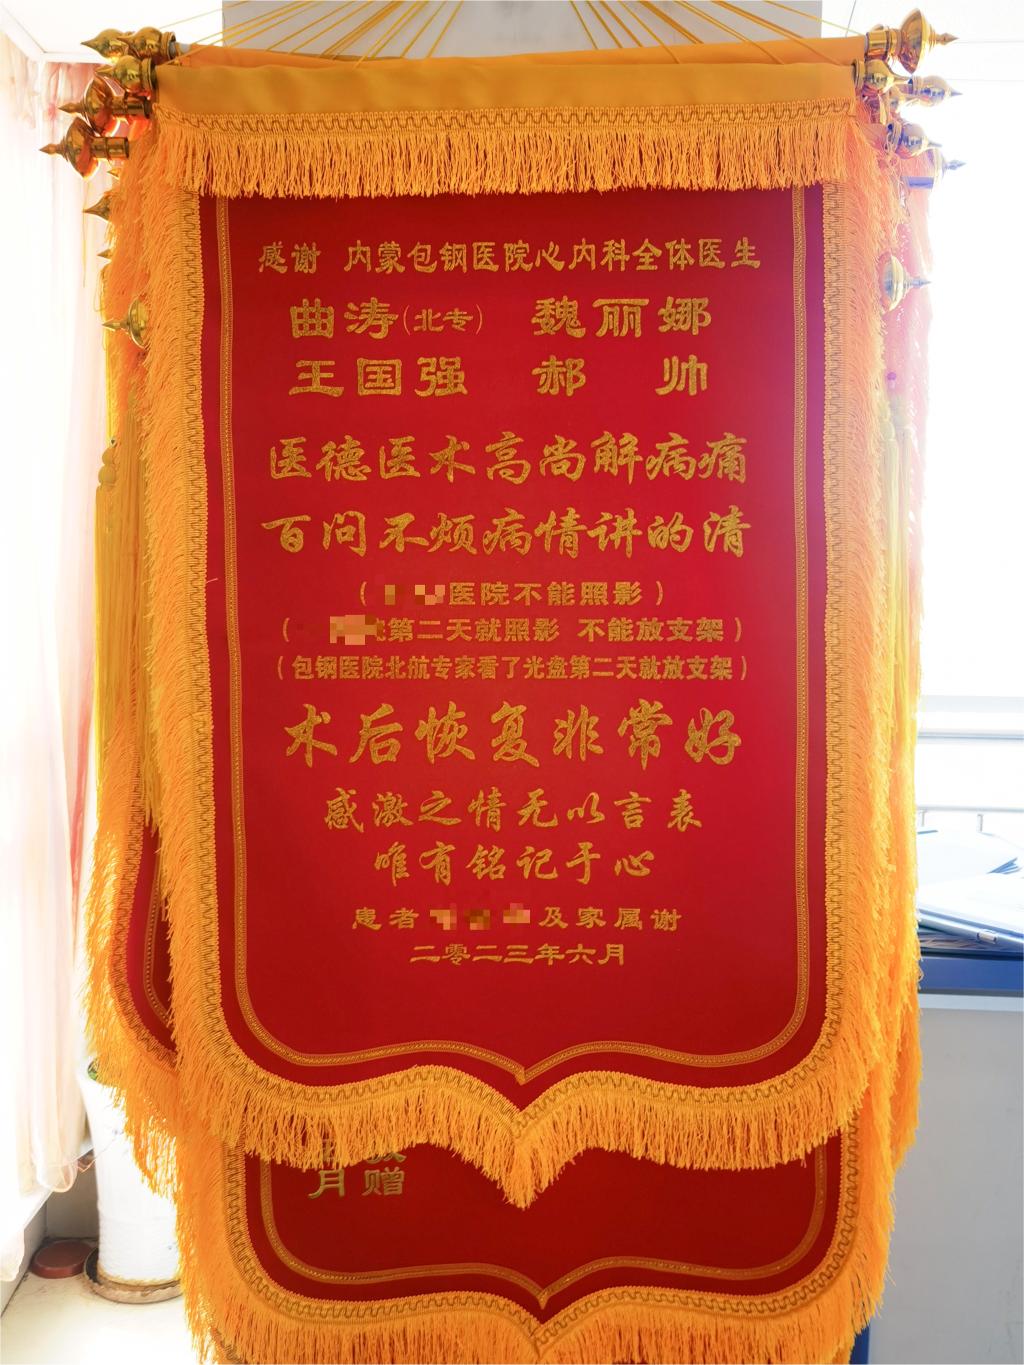 感谢 内蒙包钢医院心内科全体医生
曲涛(北专) 魏丽娜
王国强 郝帅
医德医术高尚解病痛
百问不烦病情讲的清
(医院不能照影)
(第二天就照影 不能放支架)
(包钢医院北航专家看了光盘第二天就放支架)
术后恢复非常好
感激之情无以言表
唯有铭记于心
患者 及家属谢
二零二三年六月
月 赠